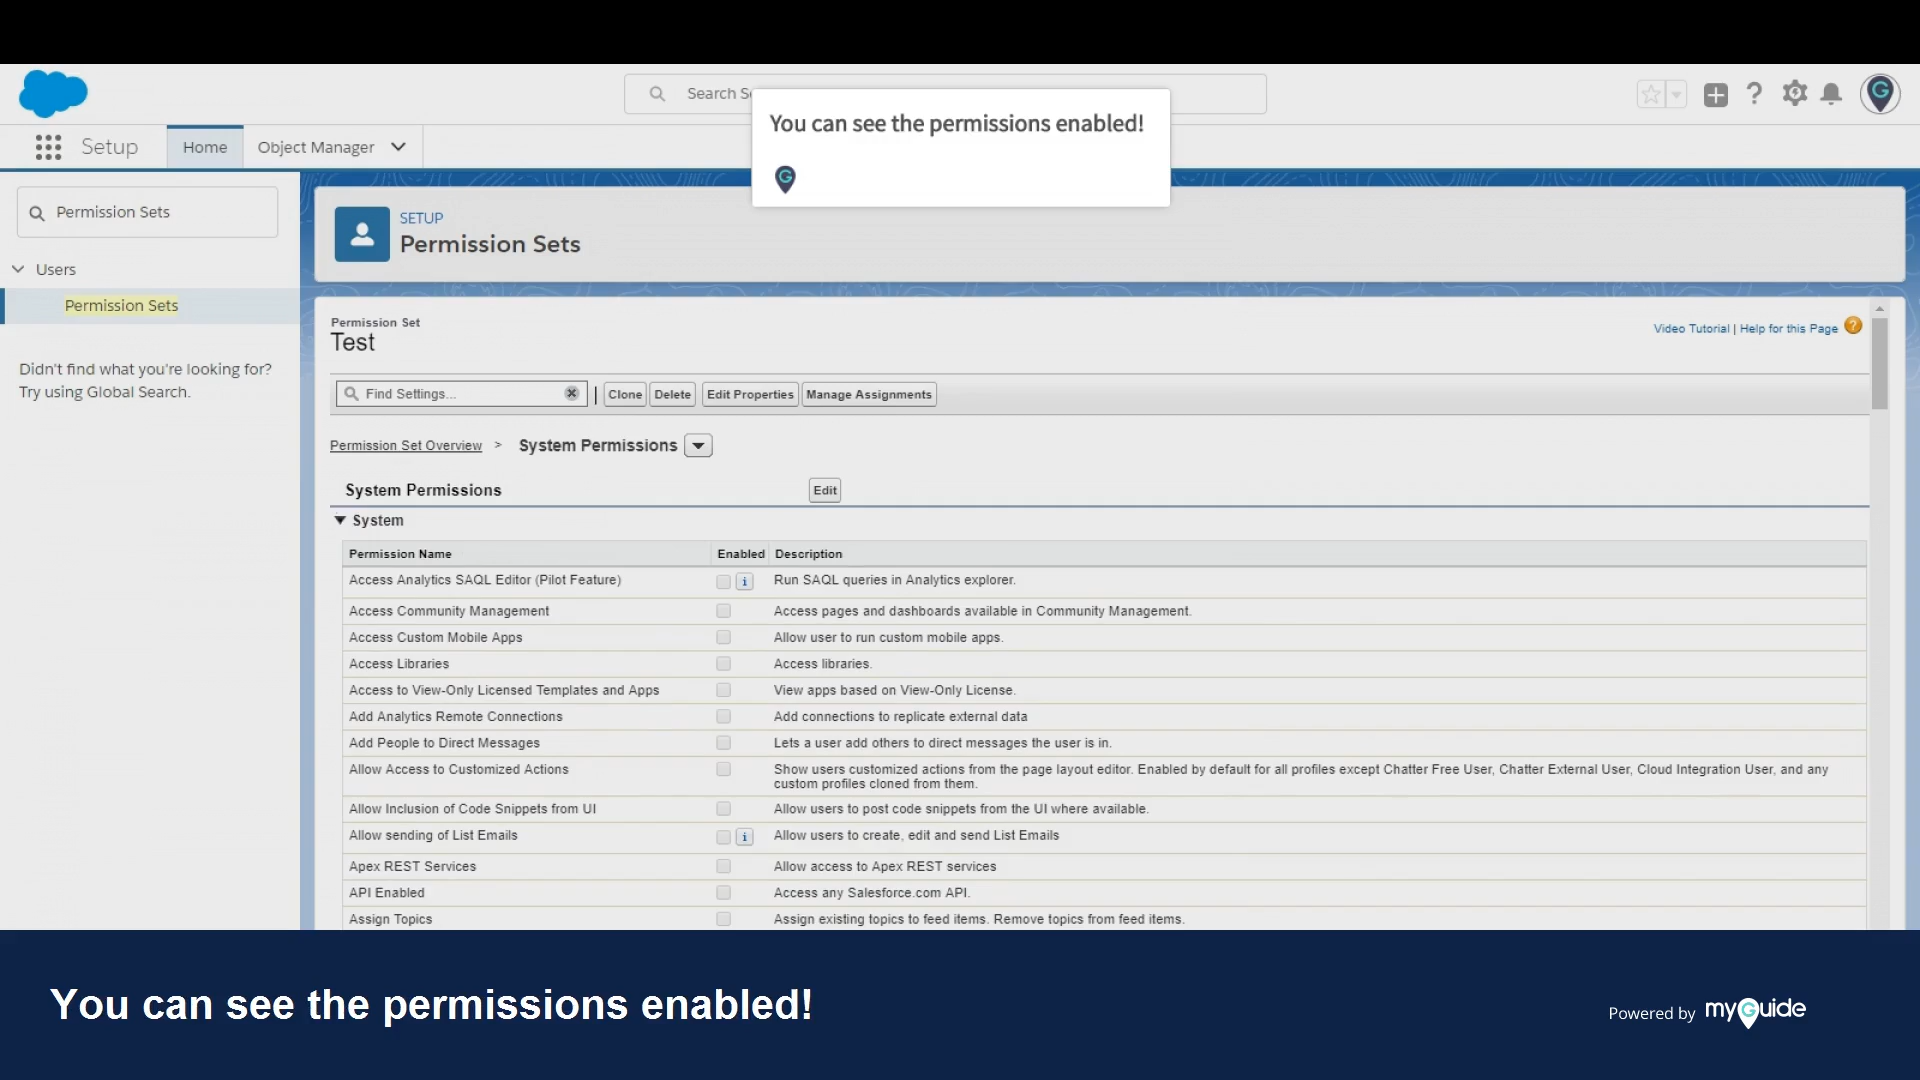 Search S
You can see the permissions enabled!
Setup
Home
Object Manager
Permission Sets
Users
Permission Sets
Didn't find what you're looking for?
Try using Global Search.
SETUP
Permission Sets
Permission Set
Test
Video Tutorial | Help for this Page
Find Settings...
Clone
Delete
Edit Properties
Manage Assignments
Permission Set Overview > System Permissions
System Permissions
Edit
System
Permission Name Enabled Description
Access Analytics SAQL Editor (Pilot Feature) i Run SAQL queries in Analytics explorer.
Access Community Management Access pages and dashboards available in Community Management.
Access Custom Mobile Apps Allow user to run custom mobile apps.
Access Libraries Access libraries.
Access to View-Only Licensed Templates and Apps View apps based on View-Only License.
Add Analytics Remote Connections Add connections to replicate external data
Add People to Direct Messages Lets a user add others to direct messages the user is in.
Allow Access to Customized Actions Show users customized actions from the page layout editor. Enabled by default for all profiles except Chatter Free User, Chatter External User, Cloud Integration User, and any
custom profiles cloned from them.
Allow Inclusion of Code Snippets from UI Allow users to post code snippets from the UI where available.
Allow sending of List Emails i Allow users to create, edit and send List Emails
Apex REST Services Allow access to Apex REST services
API Enabled Access any Salesforce.com API.
Assign Topics Assign existing topics to feed items. Remove topics from feed items.
You can see the permissions enabled!
Powered by myGuide